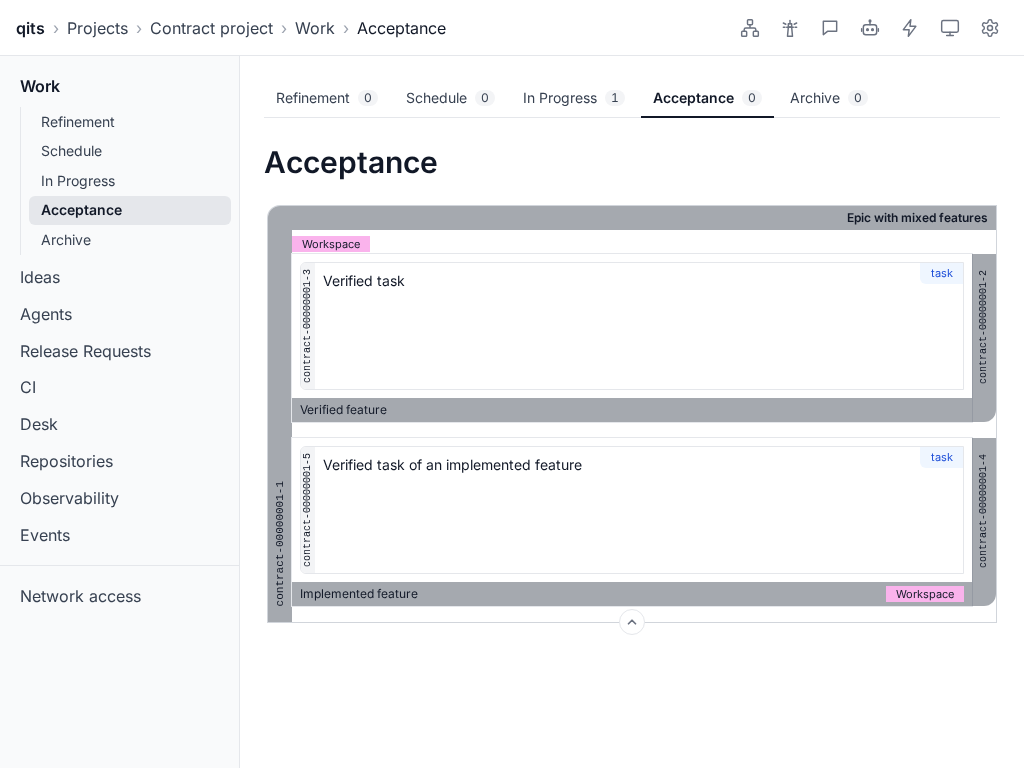 qits › Projects › Contract project › Work › Acceptance
Work
Refinement
Schedule
In Progress
Acceptance
Archive
Ideas
Agents
Release Requests
CI
Desk
Repositories
Observability
Events
Network access
Refinement 0 Schedule 0 In Progress 1 Acceptance 0 Archive 0
Acceptance
Epic with mixed features
Workspace
contract-00000001-3
Verified task
task
contract-00000001-2
Verified feature
contract-00000001-5
Verified task of an implemented feature
task
contract-00000001-4
Implemented feature
Workspace
contract-00000001-1